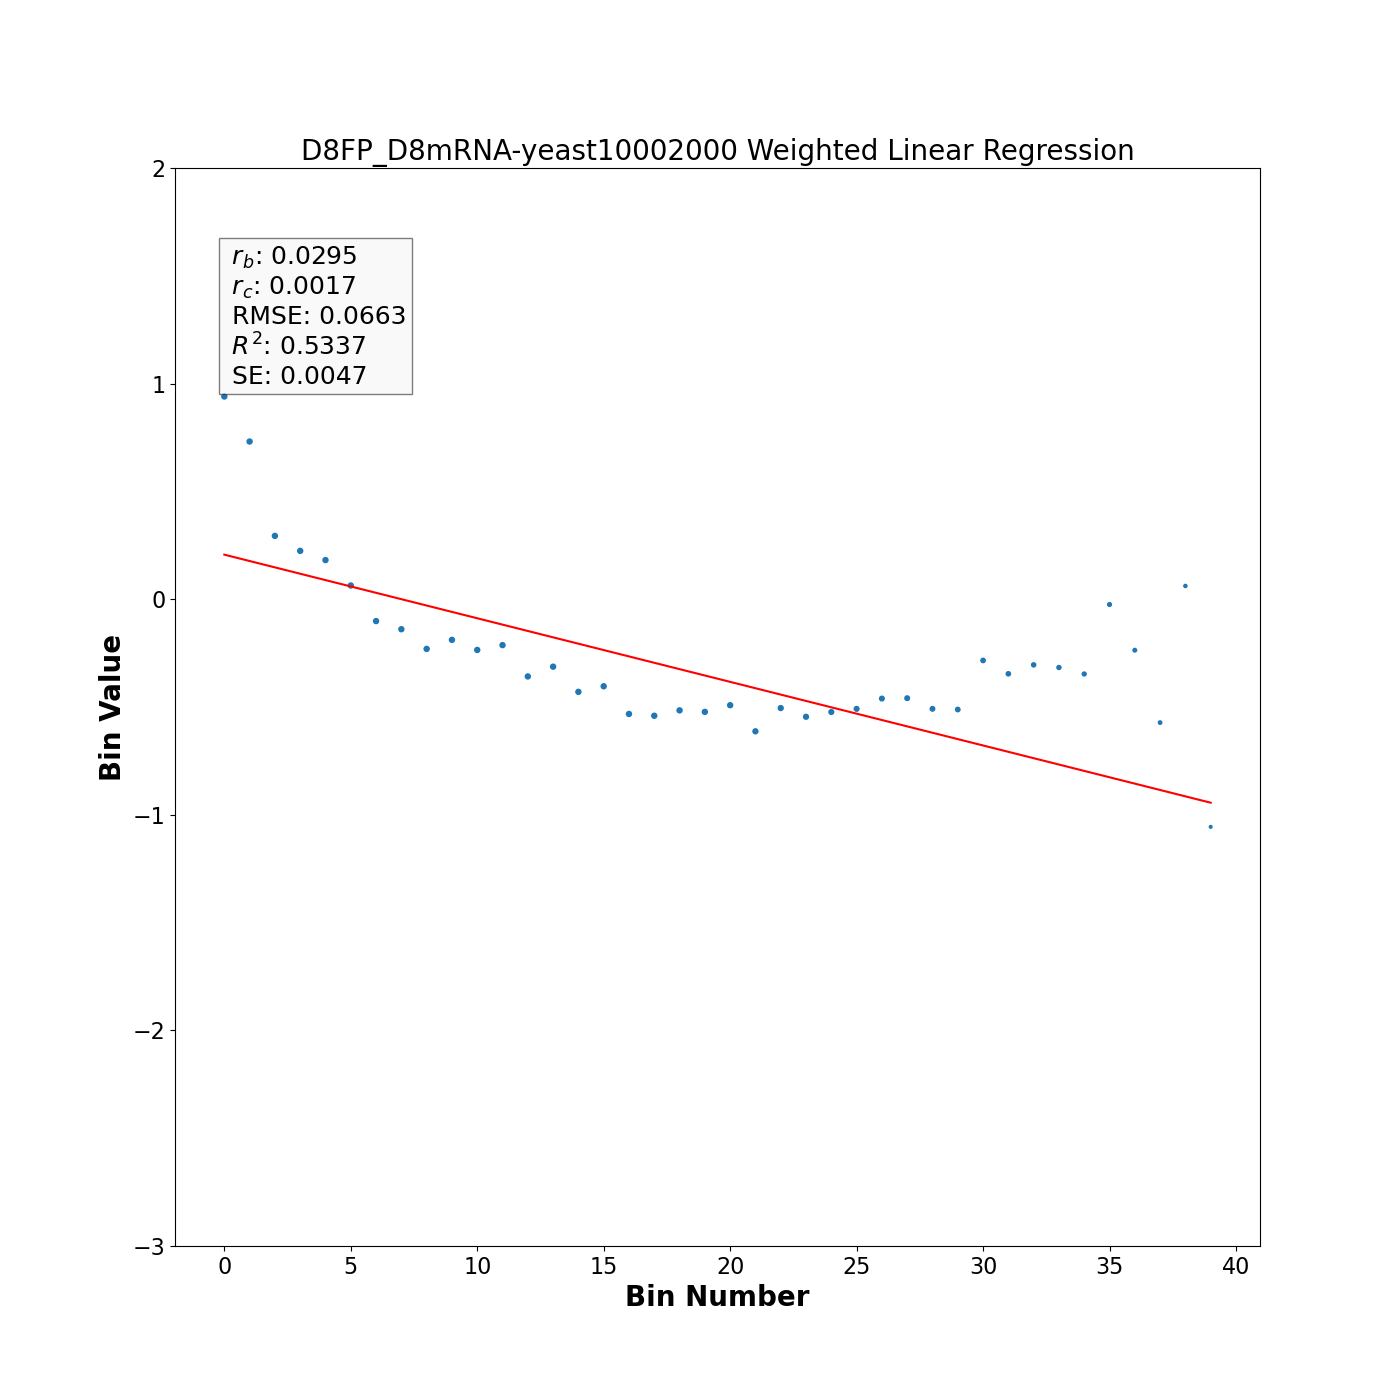 D8FP_D8mRNA-yeast10002000 Weighted Linear Regression
r_b: 0.0295
r_c: 0.0017
RMSE: 0.0663
R²: 0.5337
SE: 0.0047
2
1
0
−1
−2
−3
Bin Value
0 5 10 15 20 25 30 35 40
Bin Number